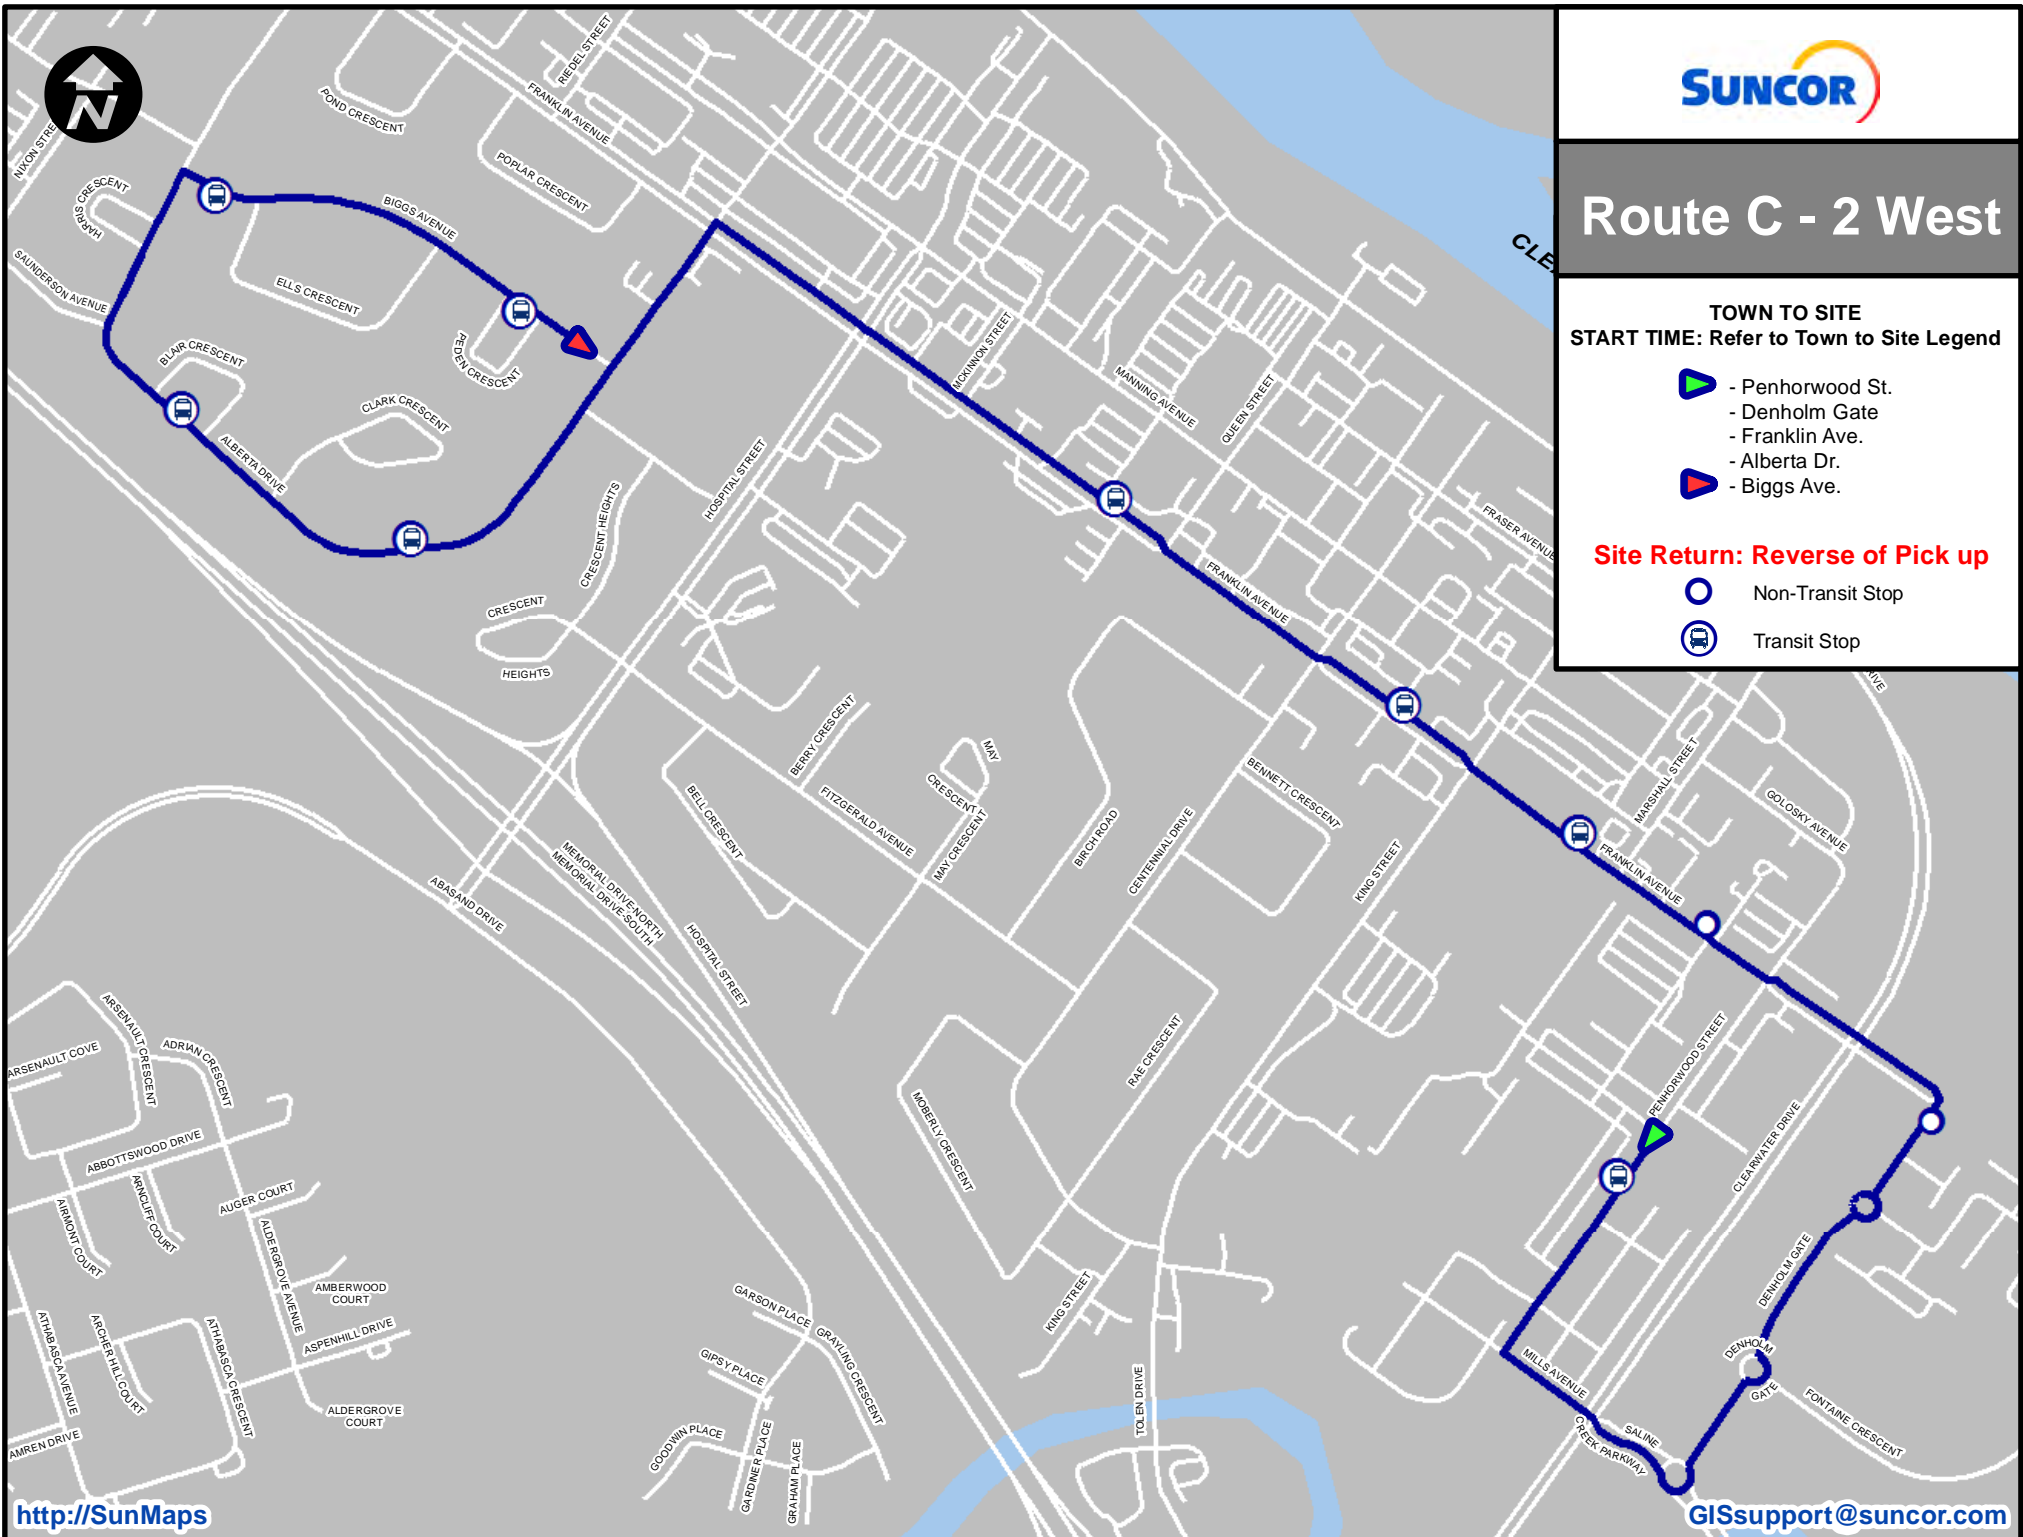 N
SUNCOR
Route C - 2 West
TOWN TO SITE
START TIME: Refer to Town to Site Legend
- Penhorwood St.
- Denholm Gate
- Franklin Ave.
- Alberta Dr.
- Biggs Ave.
Site Return: Reverse of Pick up
Non-Transit Stop
Transit Stop
RIEDEL STREET
FRANKLIN AVENUE
POND CRESCENT
POPLAR CRESCENT
NIXON STRE
HARRIS CRESCENT
BIGGS AVENUE
SAUNDERSON AVENUE
ELLS CRESCENT
BLAIR CRESCENT
PEDEN CRESCENT
CLARK CRESCENT
ALBERTA DRIVE
CLE
MCKINNON STREET
MANNING AVENUE
QUEEN STREET
HOSPITAL STREET
CRESCENT HEIGHTS
FRASER AVENUE
FRANKLIN AVENUE
CRESCENT
HEIGHTS
RIVE
BERRY CRESCENT
MAY
CRESCENT
BENNETT CRESCENT
MARSHALL STREET
GOLOSKY AVENUE
BELL CRESCENT
FITZGERALD AVENUE
MAY CRESCENT
BIRCH ROAD
CENTENNIAL DRIVE
KING STREET
FRANKLIN AVENUE
MEMORIAL DRIVE-NORTH
MEMORIAL DRIVE-SOUTH
ABASAND DRIVE
HOSPITAL STREET
ARSENAULT CRESCENT
ARSENAULT COVE
ADRIAN CRESCENT
RAE CRESCENT
PENHORWOOD STREET
MOBERLY CRESCENT
CLEARWATER DRIVE
ABBOTTSWOOD DRIVE
ARNCLIFF COURT
AIRMONT COURT
AUGER COURT
ALDERGROVE AVENUE
AMBERWOOD
COURT
DENHOLM GATE
KING STREET
GARSON PLACE
GRAYLING CRESCENT
ATHABASCA AVENUE
ARCHER HILL COURT
ATHABASCA CRESCENT
ASPENHILL DRIVE
GIPSY PLACE
DENHOLM
GATE
MILLS AVENUE
TOLEN DRIVE
FONTAINE CRESCENT
ALDERGROVE
COURT
SALINE
CREEK PARKWAY
GOODWIN PLACE
GARDINER PLACE
GRAHAM PLACE
AMREN DRIVE
http://SunMaps
GISsupport@suncor.com